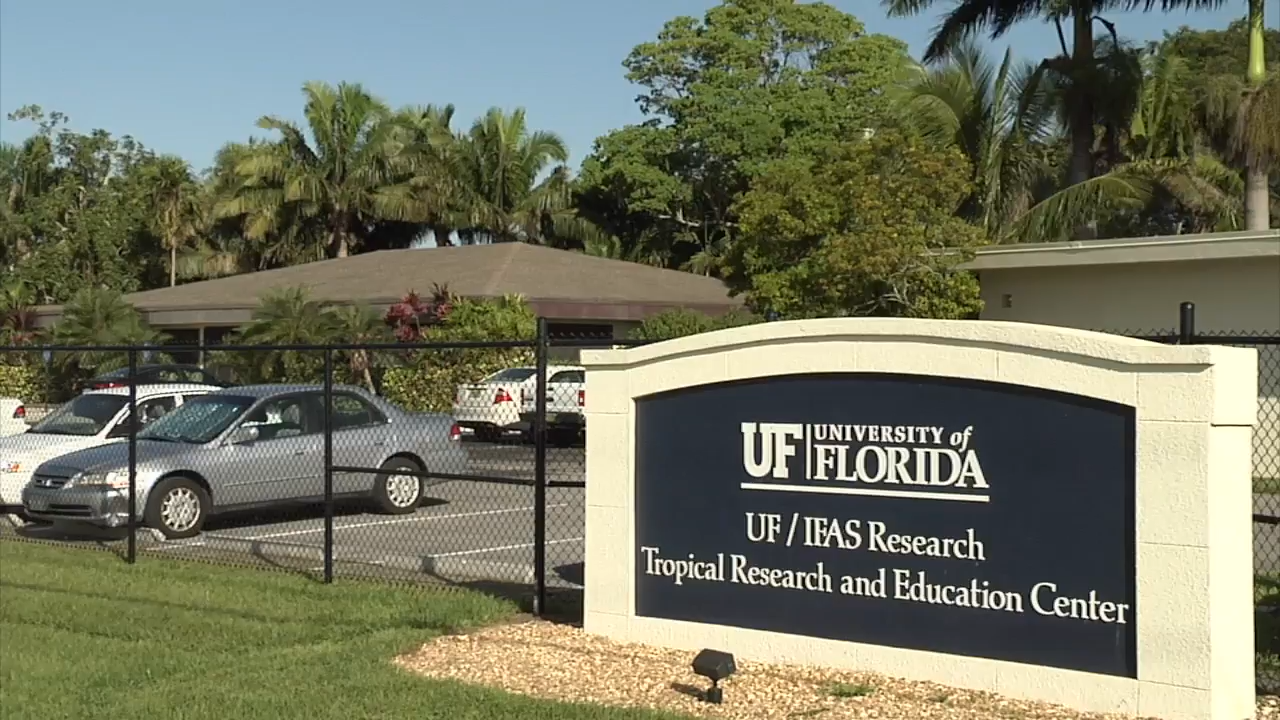 UF UNIVERSITY of
FLORIDA
UF / IFAS Research
Tropical Research and Education Center